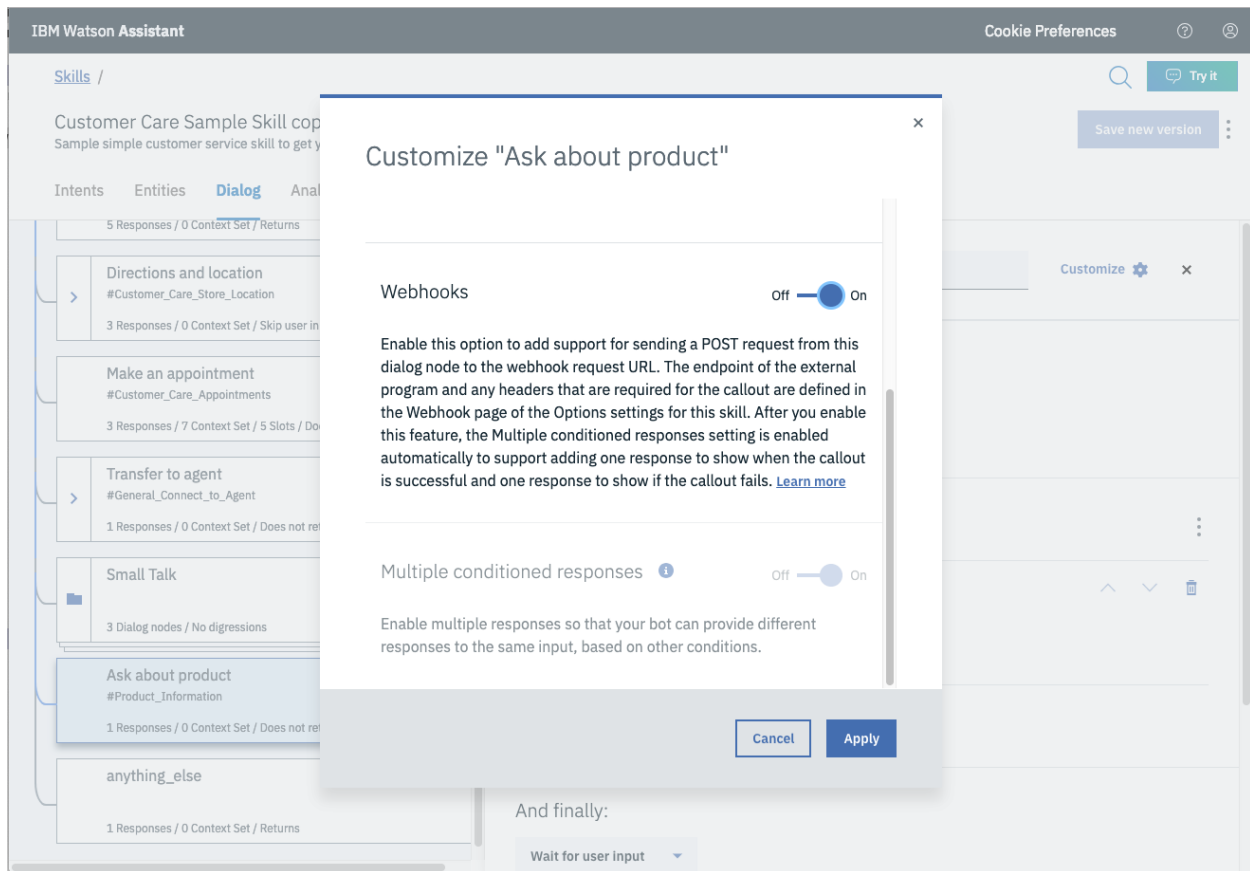 IBM Watson Assistant
Cookie Preferences
Skills /
Try it
Customer Care Sample Skill cop
Sample simple customer service skill to get y
Save new version
Intents Entities Dialog Anal
5 Responses / 0 Context Set / Returns
Directions and location
#Customer_Care_Store_Location
3 Responses / 0 Context Set / Skip user in
Make an appointment
#Customer_Care_Appointments
3 Responses / 7 Context Set / 5 Slots / Do
Transfer to agent
#General_Connect_to_Agent
1 Responses / 0 Context Set / Does not ret
Small Talk
3 Dialog nodes / No digressions
Ask about product
#Product_Information
1 Responses / 0 Context Set / Does not ret
anything_else
1 Responses / 0 Context Set / Returns
Customize "Ask about product"
Webhooks
Off On
Enable this option to add support for sending a POST request from this
dialog node to the webhook request URL. The endpoint of the external
program and any headers that are required for the callout are defined in
the Webhook page of the Options settings for this skill. After you enable
this feature, the Multiple conditioned responses setting is enabled
automatically to support adding one response to show when the callout
is successful and one response to show if the callout fails. Learn more
Multiple conditioned responses
Off On
Enable multiple responses so that your bot can provide different
responses to the same input, based on other conditions.
Cancel Apply
Customize
And finally:
Wait for user input